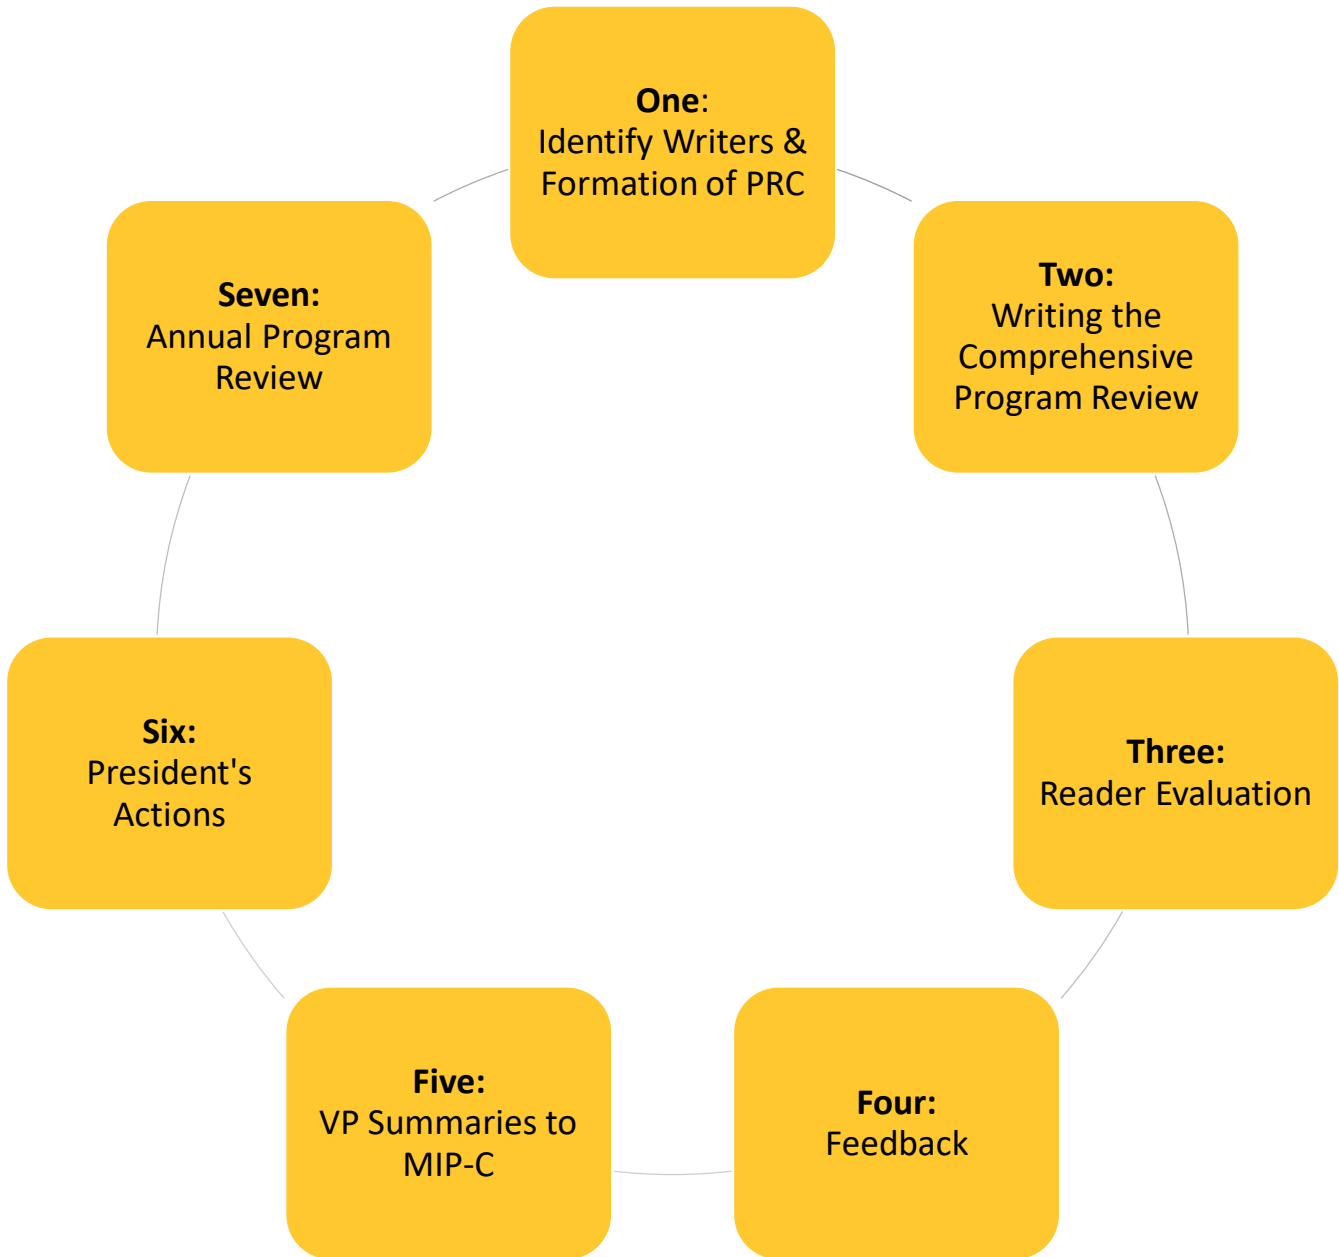 One:
Identify Writers &
Formation of PRC
Two:
Writing the
Comprehensive
Program Review
Three:
Reader Evaluation
Four:
Feedback
Five:
VP Summaries to
MIP-C
Six:
President's
Actions
Seven:
Annual Program
Review